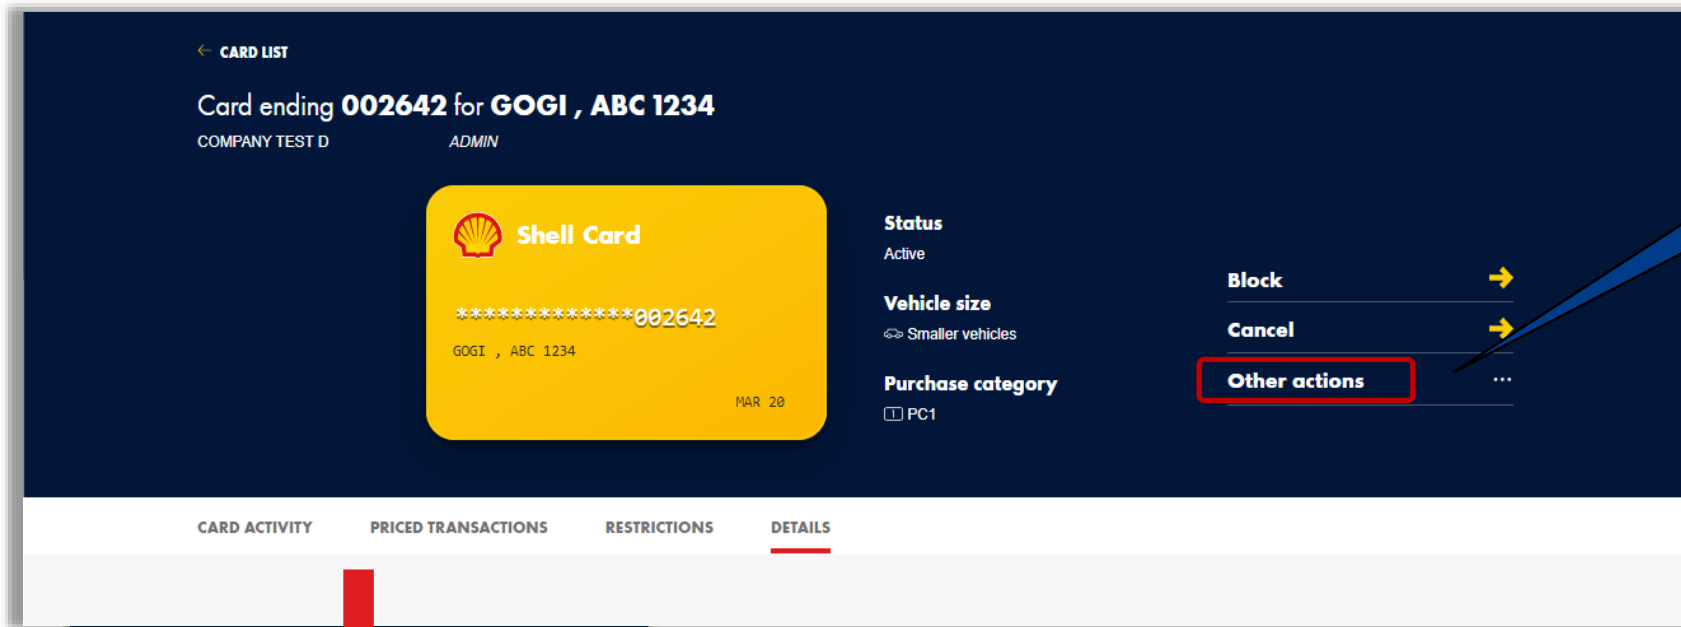 ← CARD LIST
Card ending 002642 for GOGI , ABC 1234
COMPANY TEST D ADMIN
Shell Card
*************002642
GOGI , ABC 1234
MAR 20
Status
Active
Vehicle size
Smaller vehicles
Purchase category
1 PC1
Block
Cancel
Other actions ...
CARD ACTIVITY PRICED TRANSACTIONS RESTRICTIONS DETAILS